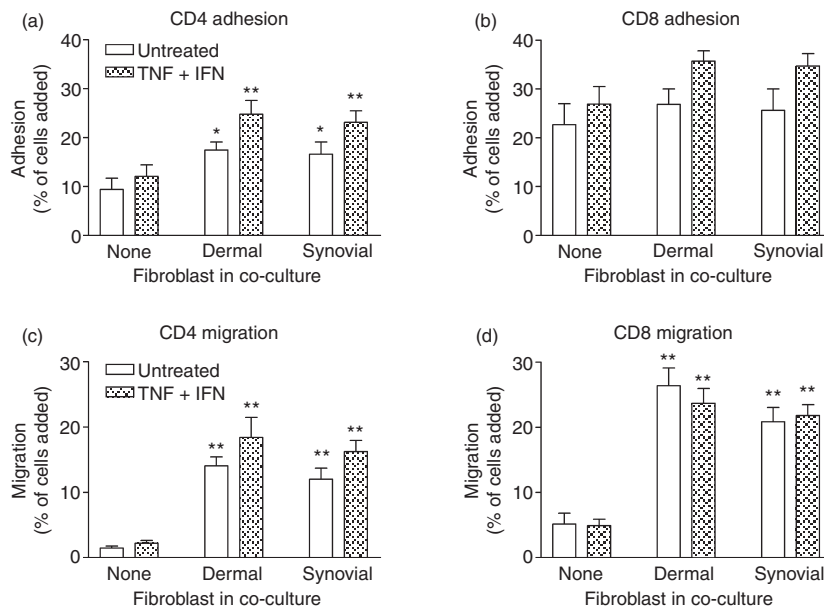 (a)
CD4 adhesion
Untreated
TNF + IFN
Adhesion
(% of cells added)
40
30
20
10
0
*
**
*
**
None
Dermal
Synovial
Fibroblast in co-culture
(b)
CD8 adhesion
Adhesion
(% of cells added)
40
30
20
10
0
None
Dermal
Synovial
Fibroblast in co-culture
(c)
CD4 migration
Untreated
TNF + IFN
Migration
(% of cells added)
30
20
10
0
**
**
**
**
None
Dermal
Synovial
Fibroblast in co-culture
(d)
CD8 migration
Migration
(% of cells added)
30
20
10
0
**
**
**
**
None
Dermal
Synovial
Fibroblast in co-culture